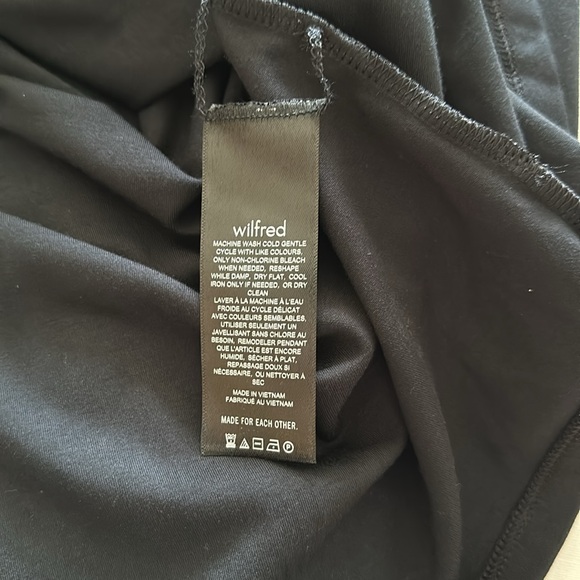 wilfred
MACHINE WASH COLD GENTLE
CYCLE WITH LIKE COLOURS,
ONLY NON-CHLORINE BLEACH
WHEN NEEDED, RESHAPE
WHILE DAMP, DRY FLAT, COOL
IRON ONLY IF NEEDED, OR DRY
CLEAN
LAVER À LA MACHINE À L'EAU
FROIDE AU CYCLE DÉLICAT
AVEC COULEURS SEMBLABLES,
UTILISER SEULEMENT UN
JAVELLISANT SANS CHLORE AU
BESOIN, REMODELER PENDANT
QUE L'ARTICLE EST ENCORE
HUMIDE, SÉCHER À PLAT,
REPASSAGE DOUX SI
NÉCESSAIRE, OU NETTOYER À
SEC
MADE IN VIETNAM
FABRIQUÉ AU VIETNAM
MADE FOR EACH OTHER.
P